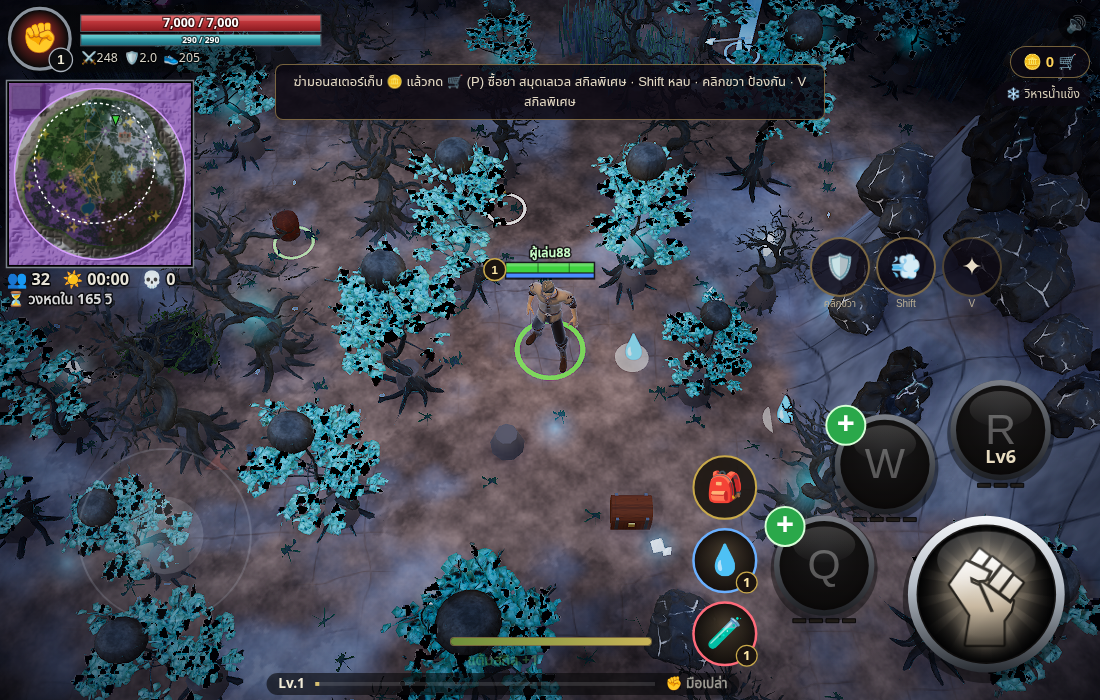 7,000 / 7,000
290 / 290
1
248 2.0 205
ฆ่ามอนสเตอร์เก็บ 🪙 แล้วกด 🛒 (P) ซื้อยา สมุดเลเวล สกิลพิเศษ · Shift หลบ · คลิกขวา ป้องกัน · V
สกิลพิเศษ
0
วิหารน้ำแข็ง
ผู้เล่น88
1
32 00:00 0
วงหดใน 165 วิ
คลิกขวา Shift V
+
W
R
Lv6
+
Q
1
1
Lv.1
มือเปล่า